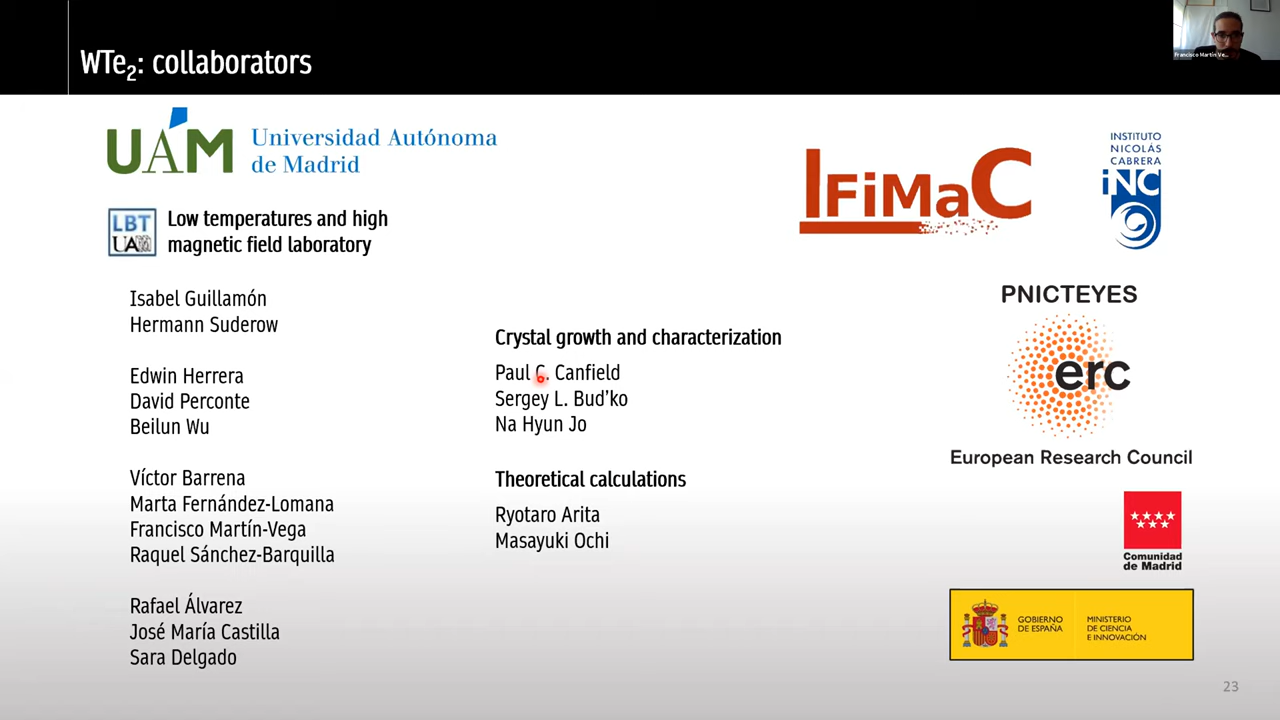 WTe₂: collaborators
Francisco Martín Ve...
UAM Universidad Autónoma
de Madrid
LBT
UAM
Low temperatures and high
magnetic field laboratory
IFiMaC
INSTITUTO
NICOLÁS
CABRERA
iNC
Isabel Guillamón
Hermann Suderow
Edwin Herrera
David Perconte
Beilun Wu
Víctor Barrena
Marta Fernández-Lomana
Francisco Martín-Vega
Raquel Sánchez-Barquilla
Rafael Álvarez
José María Castilla
Sara Delgado
Crystal growth and characterization
Paul C. Canfield
Sergey L. Bud’ko
Na Hyun Jo
Theoretical calculations
Ryotaro Arita
Masayuki Ochi
PNICTEYES
erc
European Research Council
Comunidad
de Madrid
GOBIERNO
DE ESPAÑA
MINISTERIO
DE CIENCIA
E INNOVACIÓN
23